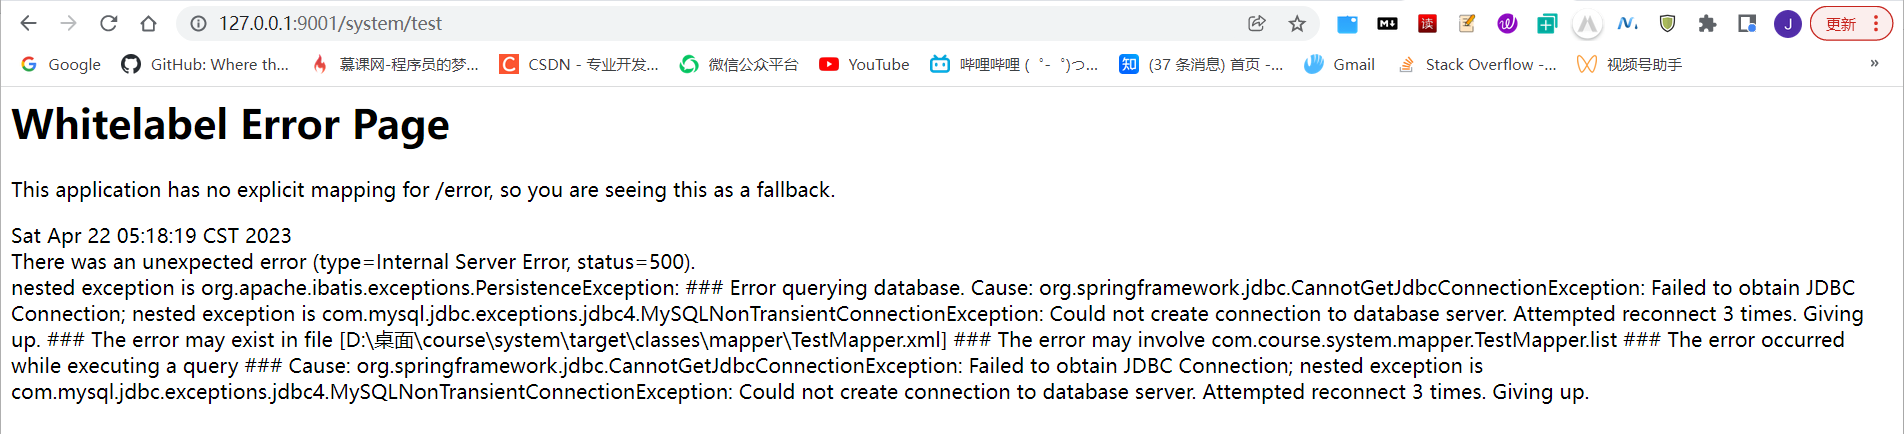 127.0.0.1:9001/system/test
读
J
更新
Google
GitHub: Where th...
慕课网-程序员的梦...
C
CSDN - 专业开发...
微信公众平台
YouTube
哔哩哔哩 ( ゜- ゜)つ...
知
(37 条消息) 首页 -...
Gmail
Stack Overflow -...
视频号助手
»
Whitelabel Error Page
This application has no explicit mapping for /error, so you are seeing this as a fallback.
Sat Apr 22 05:18:19 CST 2023
There was an unexpected error (type=Internal Server Error, status=500).
nested exception is org.apache.ibatis.exceptions.PersistenceException: ### Error querying database. Cause: org.springframework.jdbc.CannotGetJdbcConnectionException: Failed to obtain JDBC
Connection; nested exception is com.mysql.jdbc.exceptions.jdbc4.MySQLNonTransientConnectionException: Could not create connection to database server. Attempted reconnect 3 times. Giving
up. ### The error may exist in file [D:\桌面\course\system\target\classes\mapper\TestMapper.xml] ### The error may involve com.course.system.mapper.TestMapper.list ### The error occurred
while executing a query ### Cause: org.springframework.jdbc.CannotGetJdbcConnectionException: Failed to obtain JDBC Connection; nested exception is
com.mysql.jdbc.exceptions.jdbc4.MySQLNonTransientConnectionException: Could not create connection to database server. Attempted reconnect 3 times. Giving up.